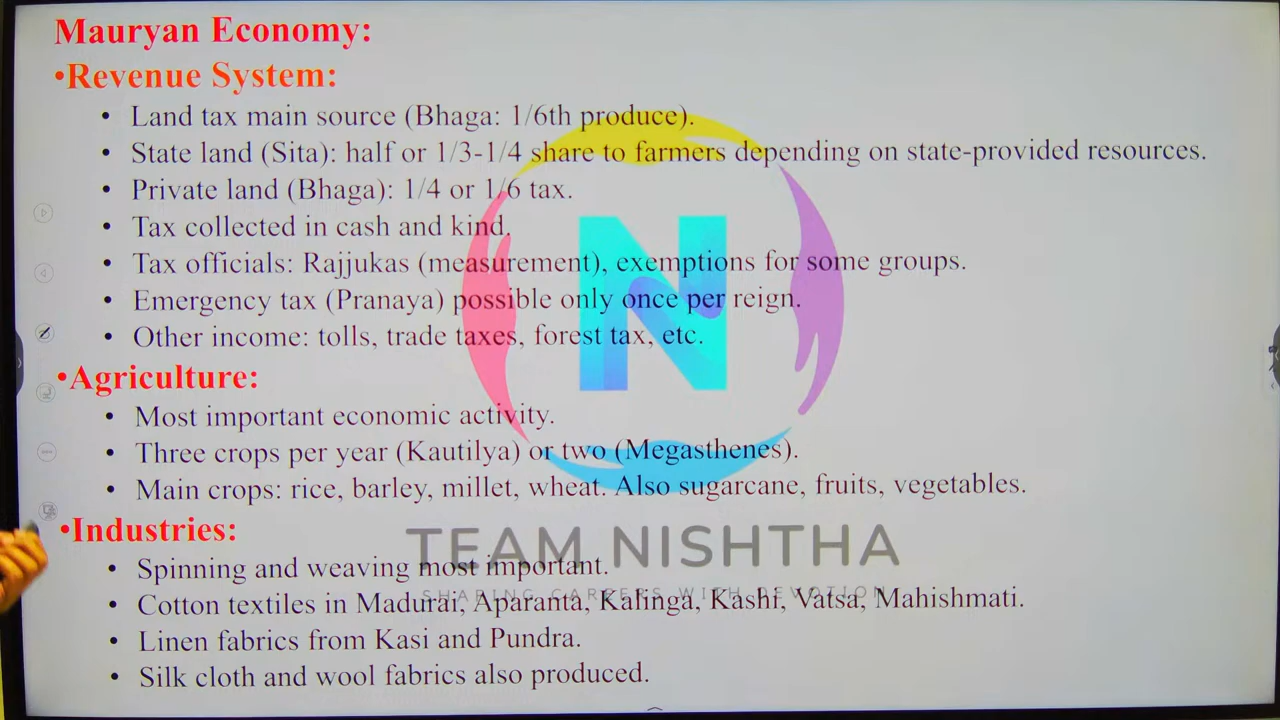 Mauryan Economy:
•Revenue System:
• Land tax main source (Bhaga: 1/6th produce).
• State land (Sita): half or 1/3-1/4 share to farmers depending on state-provided resources.
• Private land (Bhaga): 1/4 or 1/6 tax.
• Tax collected in cash and kind.
• Tax officials: Rajjukas (measurement), exemptions for some groups.
• Emergency tax (Pranaya) possible only once per reign.
• Other income: tolls, trade taxes, forest tax, etc.
•Agriculture:
• Most important economic activity.
• Three crops per year (Kautilya) or two (Megasthenes).
• Main crops: rice, barley, millet, wheat. Also sugarcane, fruits, vegetables.
•Industries:
TEAM NISHTHA
• Spinning and weaving most important.
SHAPING CAREERS WITH DEVOTION
• Cotton textiles in Madurai, Aparanta, Kalinga, Kashi, Vatsa, Mahishmati.
• Linen fabrics from Kasi and Pundra.
• Silk cloth and wool fabrics also produced.